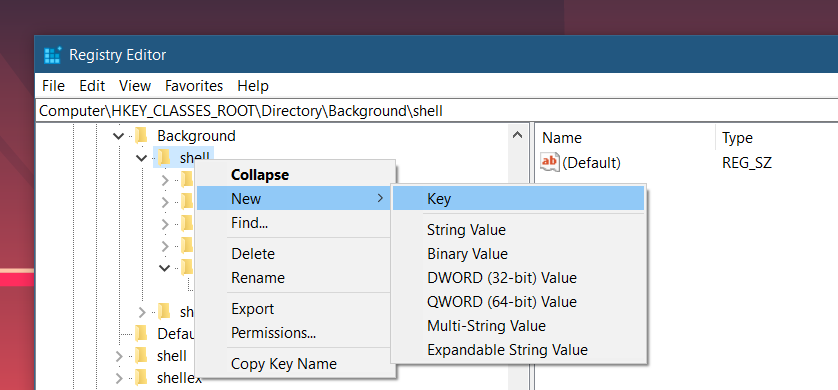 Registry Editor
File Edit View Favorites Help
Computer\HKEY_CLASSES_ROOT\Directory\Background\shell
Background
shell
Collapse
New
Find...
Delete
Rename
Export
Permissions...
Copy Key Name
Key
String Value
Binary Value
DWORD (32-bit) Value
QWORD (64-bit) Value
Multi-String Value
Expandable String Value
Name Type
ab (Default) REG_SZ
sh
Defau
shell
shellex